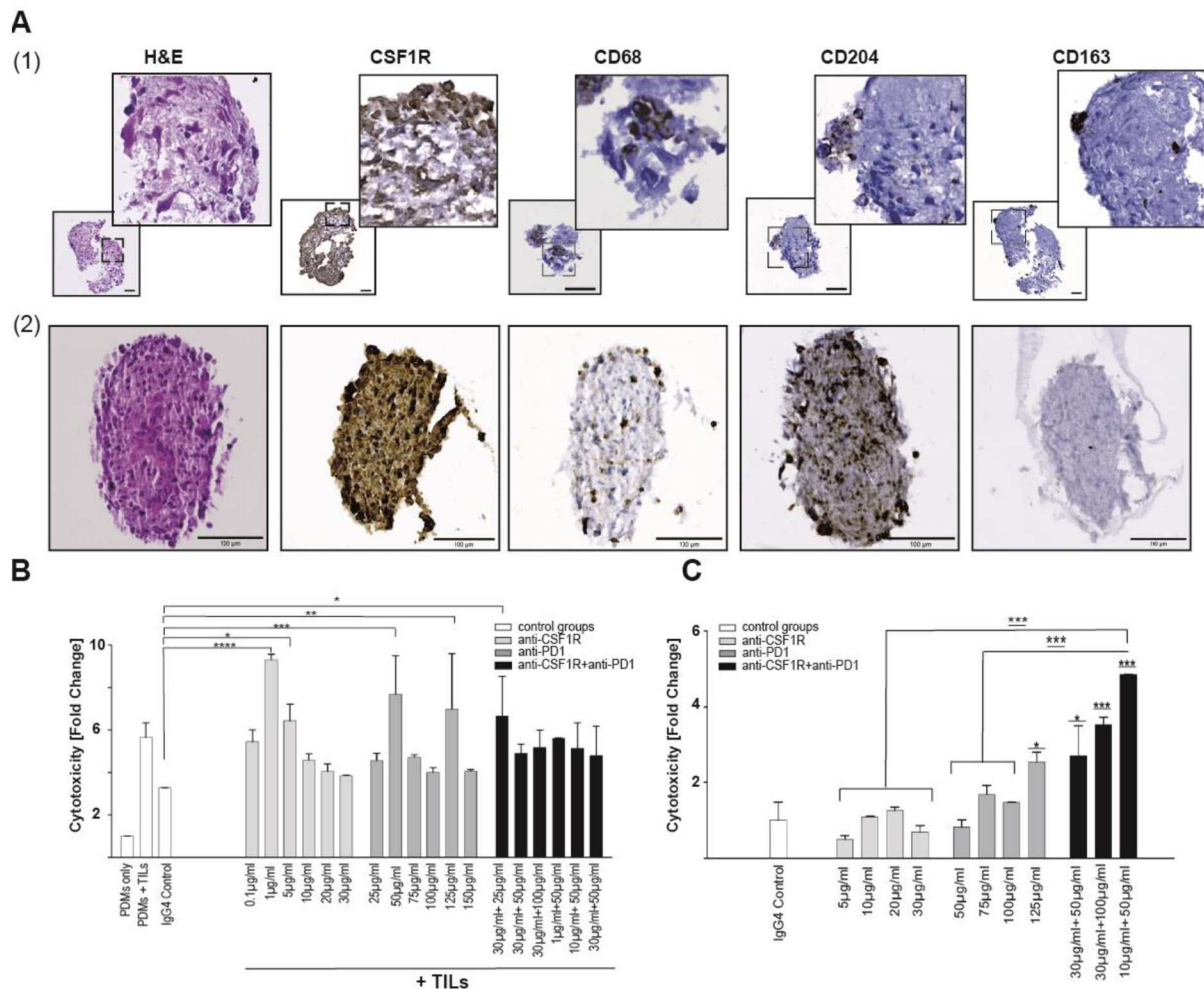 A
(1)
H&E CSF1R CD68 CD204 CD163
(2)
100 µm 100 µm 100 µm 100 µm 100 µm
B
C
Cytotoxicity [Fold Change]
10
6
2
*
**
***
*
****
control groups
anti-CSF1R
anti-PD1
anti-CSF1R+anti-PD1
PDMs only
PDMs + TILs
IgG4 Control
0.1µg/ml
1µg/ml
5µg/ml
10µg/ml
20µg/ml
30µg/ml
25µg/ml
50µg/ml
75µg/ml
100µg/ml
125µg/ml
150µg/ml
30µg/ml+ 25µg/ml
30µg/ml+ 50µg/ml
30µg/ml+100µg/ml
1µg/ml+50µg/ml
10µg/ml+ 50µg/ml
30µg/ml+50µg/ml
+ TILs
Cytotoxicity [Fold Change]
6
4
2
control groups
anti-CSF1R
anti-PD1
anti-CSF1R+anti-PD1
***
***
***
***
*
*
IgG4 Control
5µg/ml
10µg/ml
20µg/ml
30µg/ml
50µg/ml
75µg/ml
100µg/ml
125µg/ml
30µg/ml+ 50µg/ml
30µg/ml+100µg/ml
10µg/ml+ 50µg/ml